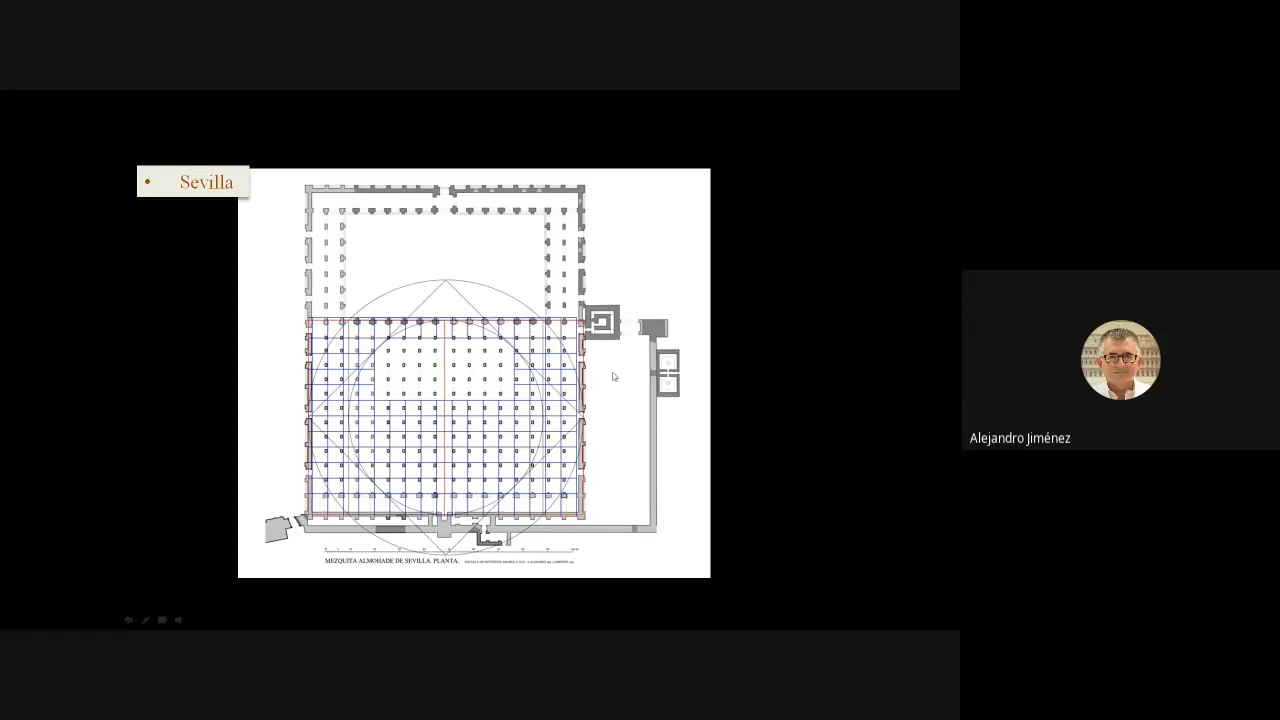 • Sevilla
MEZQUITA ALMOHADE DE SEVILLA. PLANTA.
Alejandro Jiménez